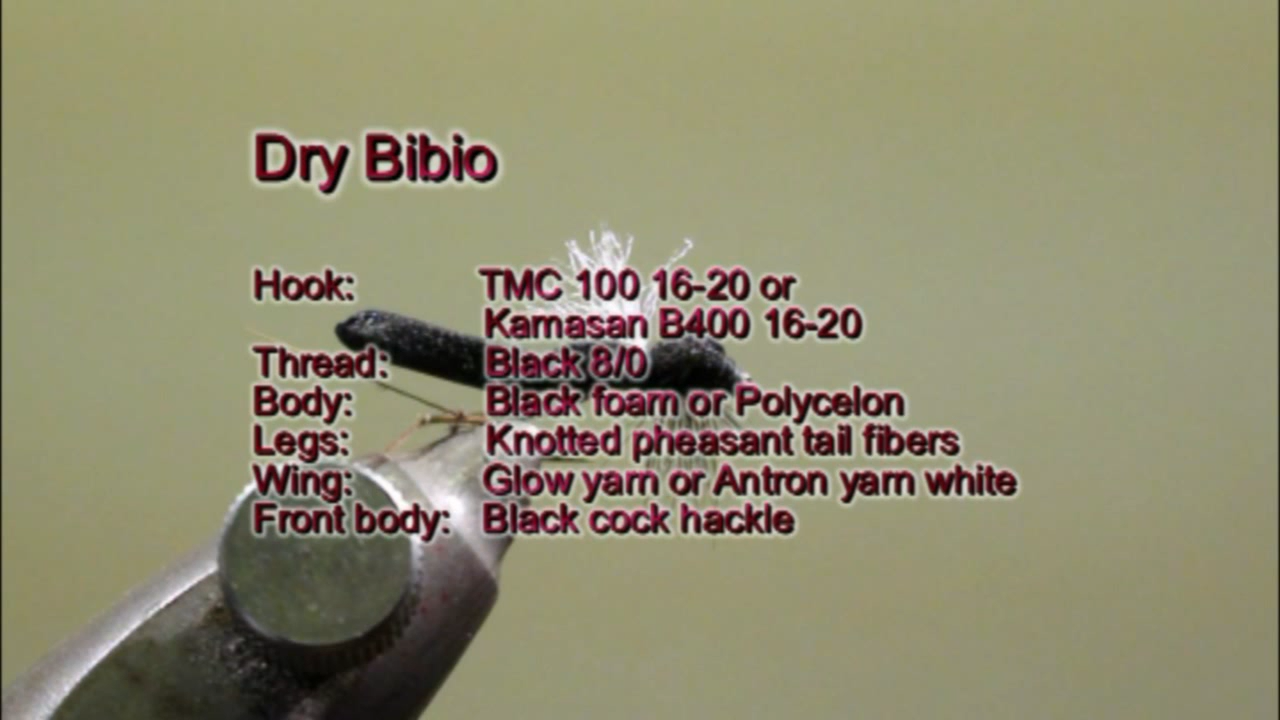 Dry Bibio
Hook: TMC 100 16-20 or
Kamasan B400 16-20
Thread: Black 8/0
Body: Black foam or Polycelon
Legs: Knotted pheasant tail fibers
Wing: Glow yarn or Antron yarn white
Front body: Black cock hackle